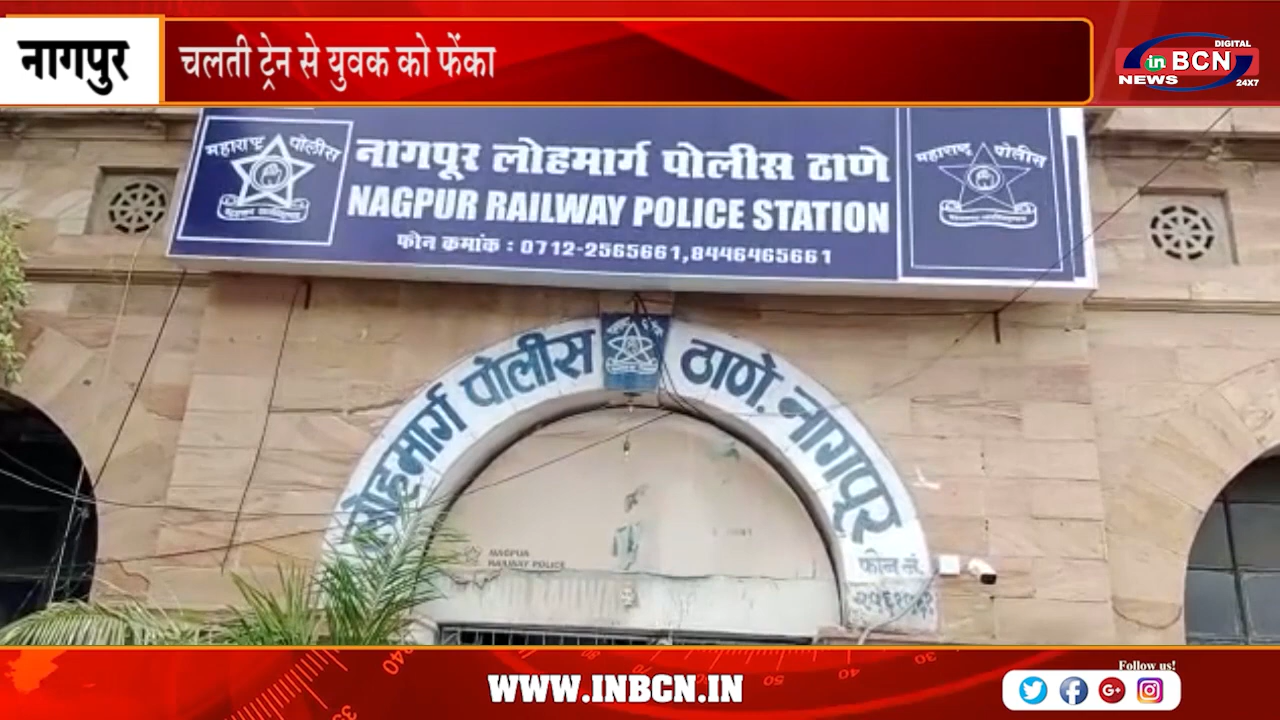 नागपुर
चलती ट्रेन से युवक को फेंका
DIGITAL
in BCN
NEWS 24X7
महाराष्ट्र पोलीस
नागपूर लोहमार्ग पोलीस ठाणे
NAGPUR RAILWAY POLICE STATION
फोन कमांक : 0712-2565661,8446465661
महाराष्ट्र पोलीस
लोहमार्ग पोलीस ठाणे. नागपूर
फोन नं.
NAGPUR
RAILWAY POLICE
WWW.INBCN.IN
Follow us!